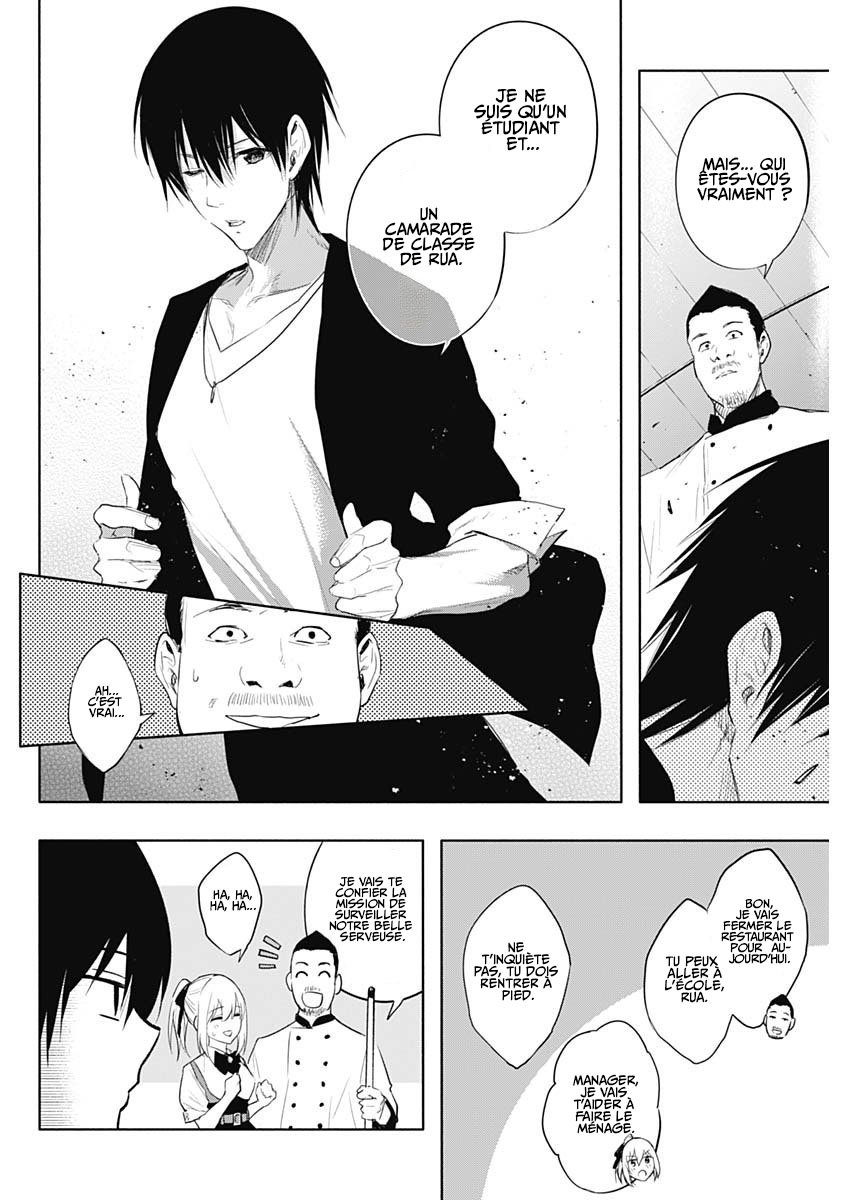 MAIS... QUI
ÊTES-VOUS
VRAIMENT ?
JE NE
SUIS QU'UN
ÉTUDIANT
ET...
UN
CAMARADE
DE CLASSE
DE RUA.
AH...
C'EST
VRAI...
BON,
JE VAIS
FERMER LE
RESTAURANT
POUR AU-
JOURD'HUI.
TU PEUX
ALLER À
L'ÉCOLE,
RUA.
MANAGER,
JE VAIS
T'AIDER À
FAIRE LE
MÉNAGE.
NE
T'INQUIÈTE
PAS, TU DOIS
RENTRER À
PIED.
JE VAIS TE
CONFIER LA
MISSION DE
SURVEILLER
NOTRE BELLE
SERVEUSE.
HA, HA,
HA, HA...